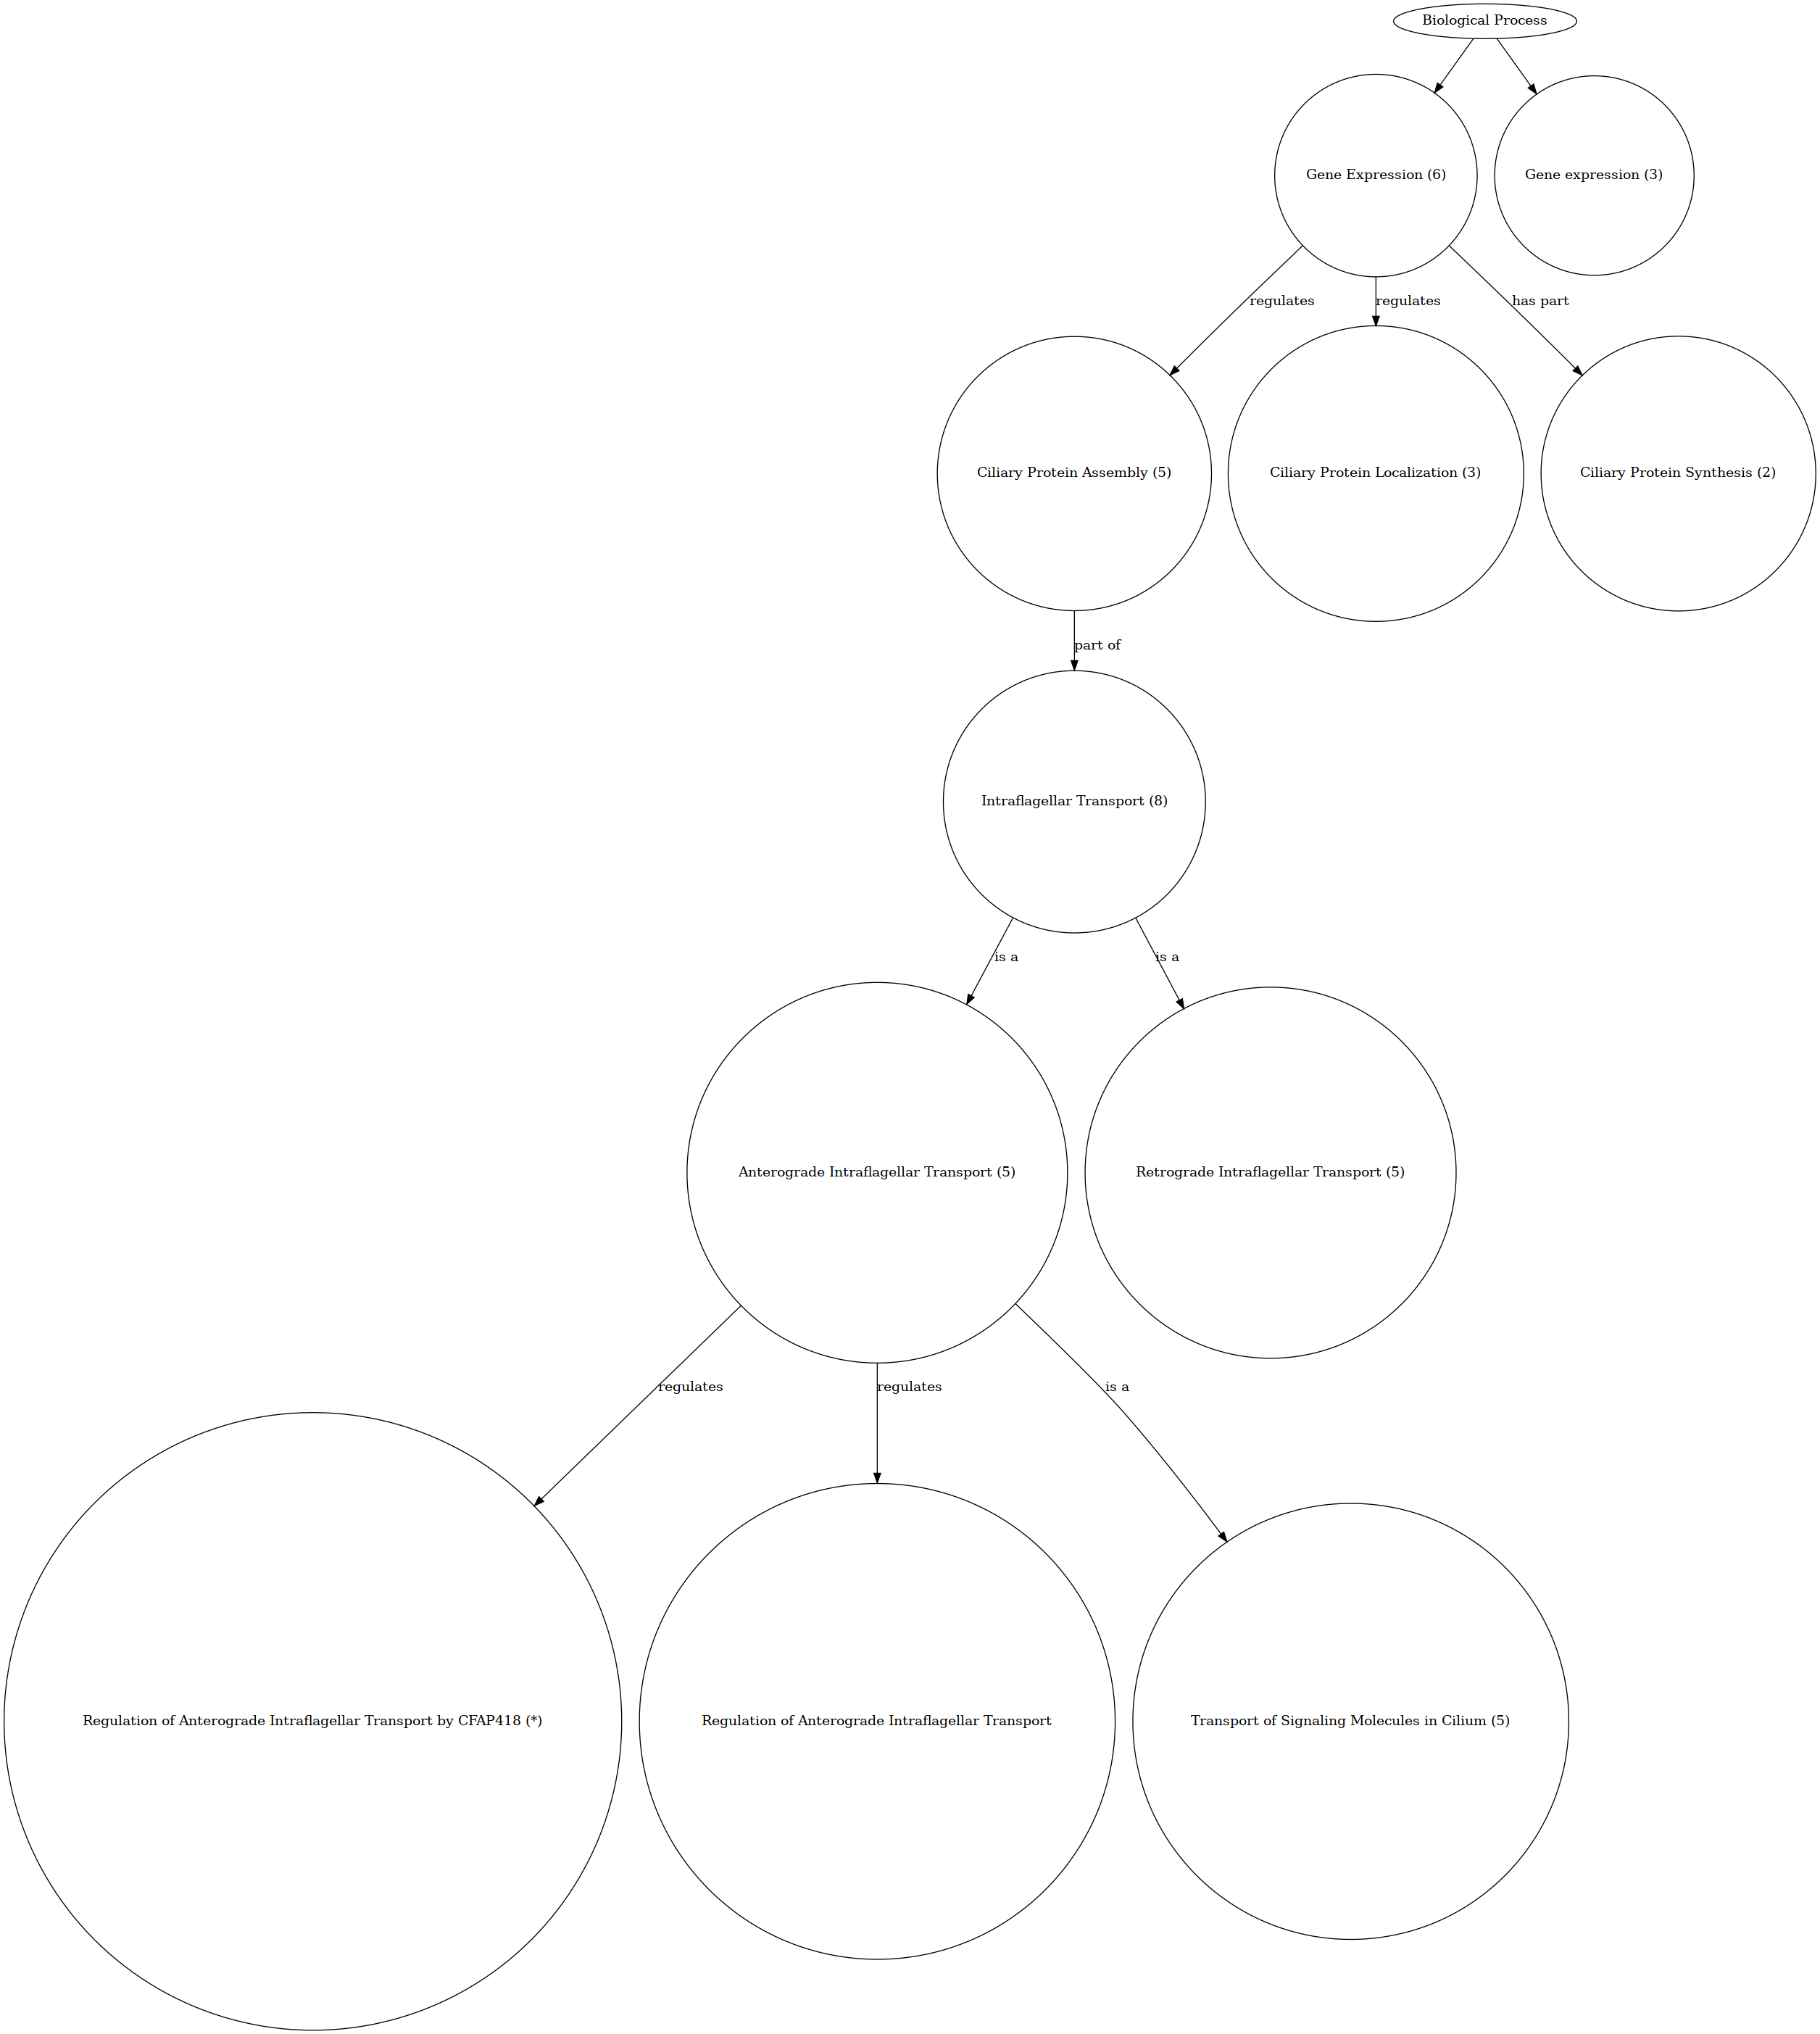 Biological Process
Gene Expression (6)
Gene expression (3)
regulates
regulates
has part
Ciliary Protein Assembly (5)
Ciliary Protein Localization (3)
Ciliary Protein Synthesis (2)
part of
Intraflagellar Transport (8)
is a
is a
Anterograde Intraflagellar Transport (5)
Retrograde Intraflagellar Transport (5)
regulates
regulates
is a
Regulation of Anterograde Intraflagellar Transport by CFAP418 (*)
Regulation of Anterograde Intraflagellar Transport
Transport of Signaling Molecules in Cilium (5)